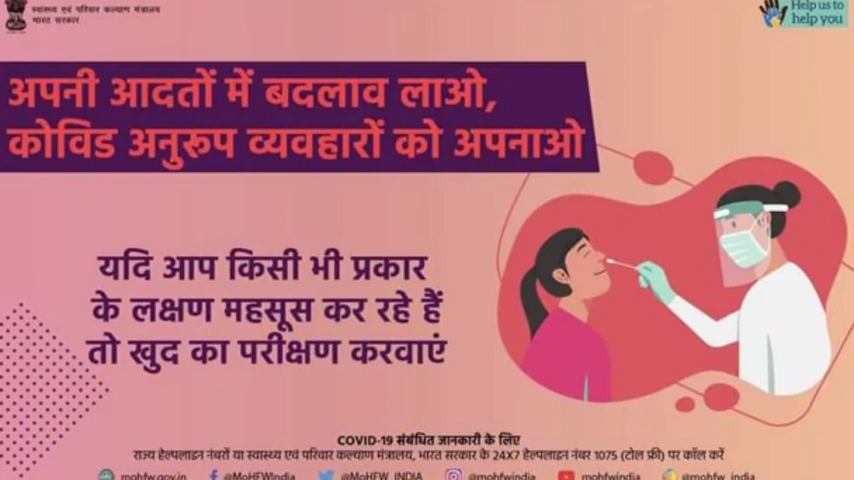 स्वास्थ्य एवं परिवार कल्याण मंत्रालय
भारत सरकार
Help us to
help you
अपनी आदतों में बदलाव लाओ,
कोविड अनुरूप व्यवहारों को अपनाओ
यदि आप किसी भी प्रकार
के लक्षण महसूस कर रहे हैं
तो खुद का परीक्षण करवाएं
COVID-19 संबंधित जानकारी के लिए
राज्य हेल्पलाइन नंबरों या स्वास्थ्य एवं परिवार कल्याण मंत्रालय, भारत सरकार के 24X7 हेल्पलाइन नंबर 1075 (टोल फ्री) पर कॉल करें
mohfw.gov.in @MoHFWIndia @MoHFW_INDIA @mohfwindia mohfwindia @mohfw_india